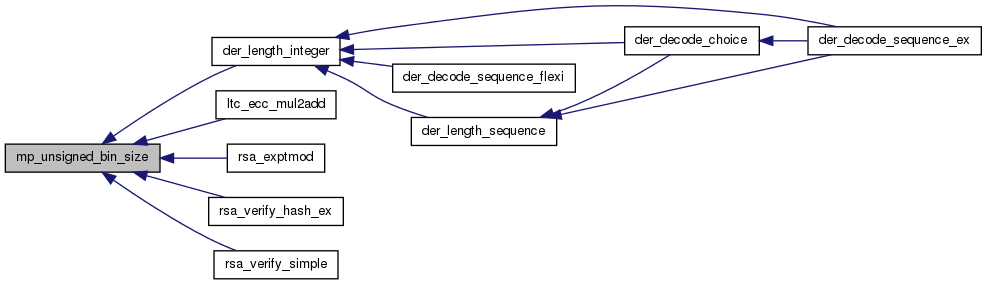 mp_unsigned_bin_size
der_length_integer
ltc_ecc_mul2add
rsa_exptmod
rsa_verify_hash_ex
rsa_verify_simple
der_decode_choice
der_decode_sequence_flexi
der_length_sequence
der_decode_sequence_ex